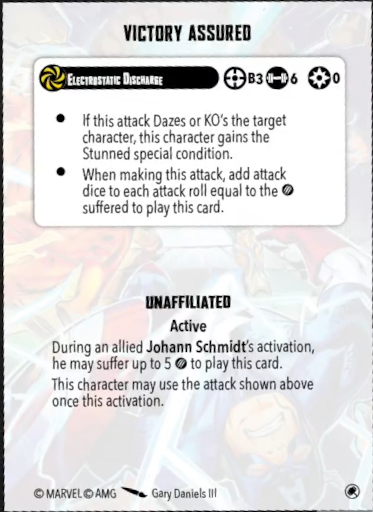 VICTORY ASSURED
ELECTROSTATIC DISCHARGE B3 6 0
• If this attack Dazes or KO's the target
character, this character gains the
Stunned special condition.
• When making this attack, add attack
dice to each attack roll equal to the
suffered to play this card.
UNAFFILIATED
Active
During an allied Johann Schmidt's activation,
he may suffer up to 5 to play this card.
This character may use the attack shown above
once this activation.
© MARVEL © AMG Gary Daniels III